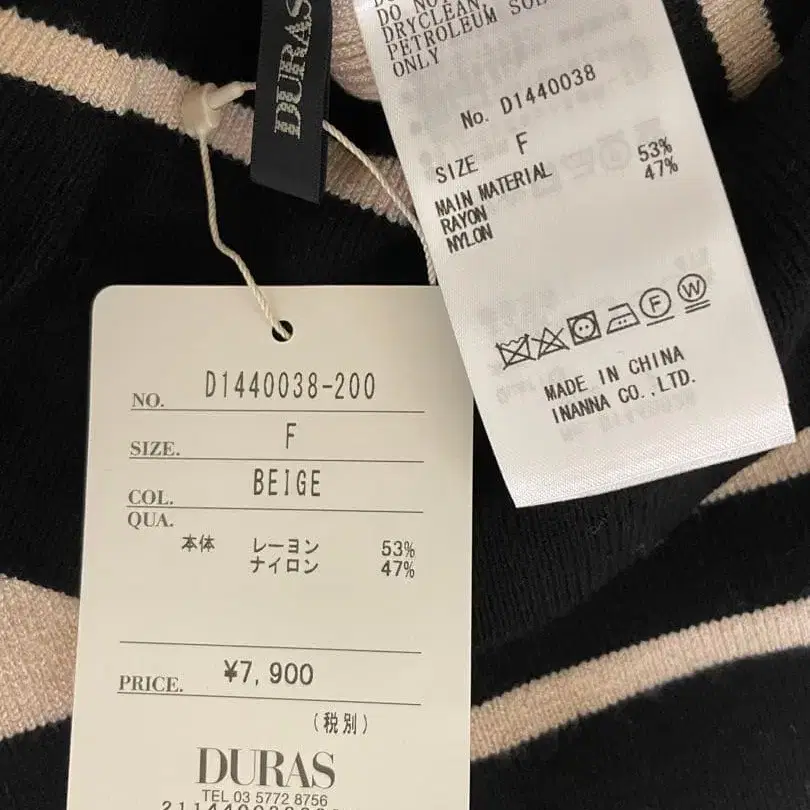 DURAS
DO NO
DRYCLEAN,
PETROLEUM SOL
ONLY
No. D1440038
SIZE F
MAIN MATERIAL
RAYON 53%
NYLON 47%
MADE IN CHINA
INANNA CO.,LTD.
NO. D1440038-200
SIZE. F
COL. BEIGE
QUA.
本体 レーヨン 53%
ナイロン 47%
PRICE. ¥7,900
(税別)
DURAS
TEL 03 5772 8756